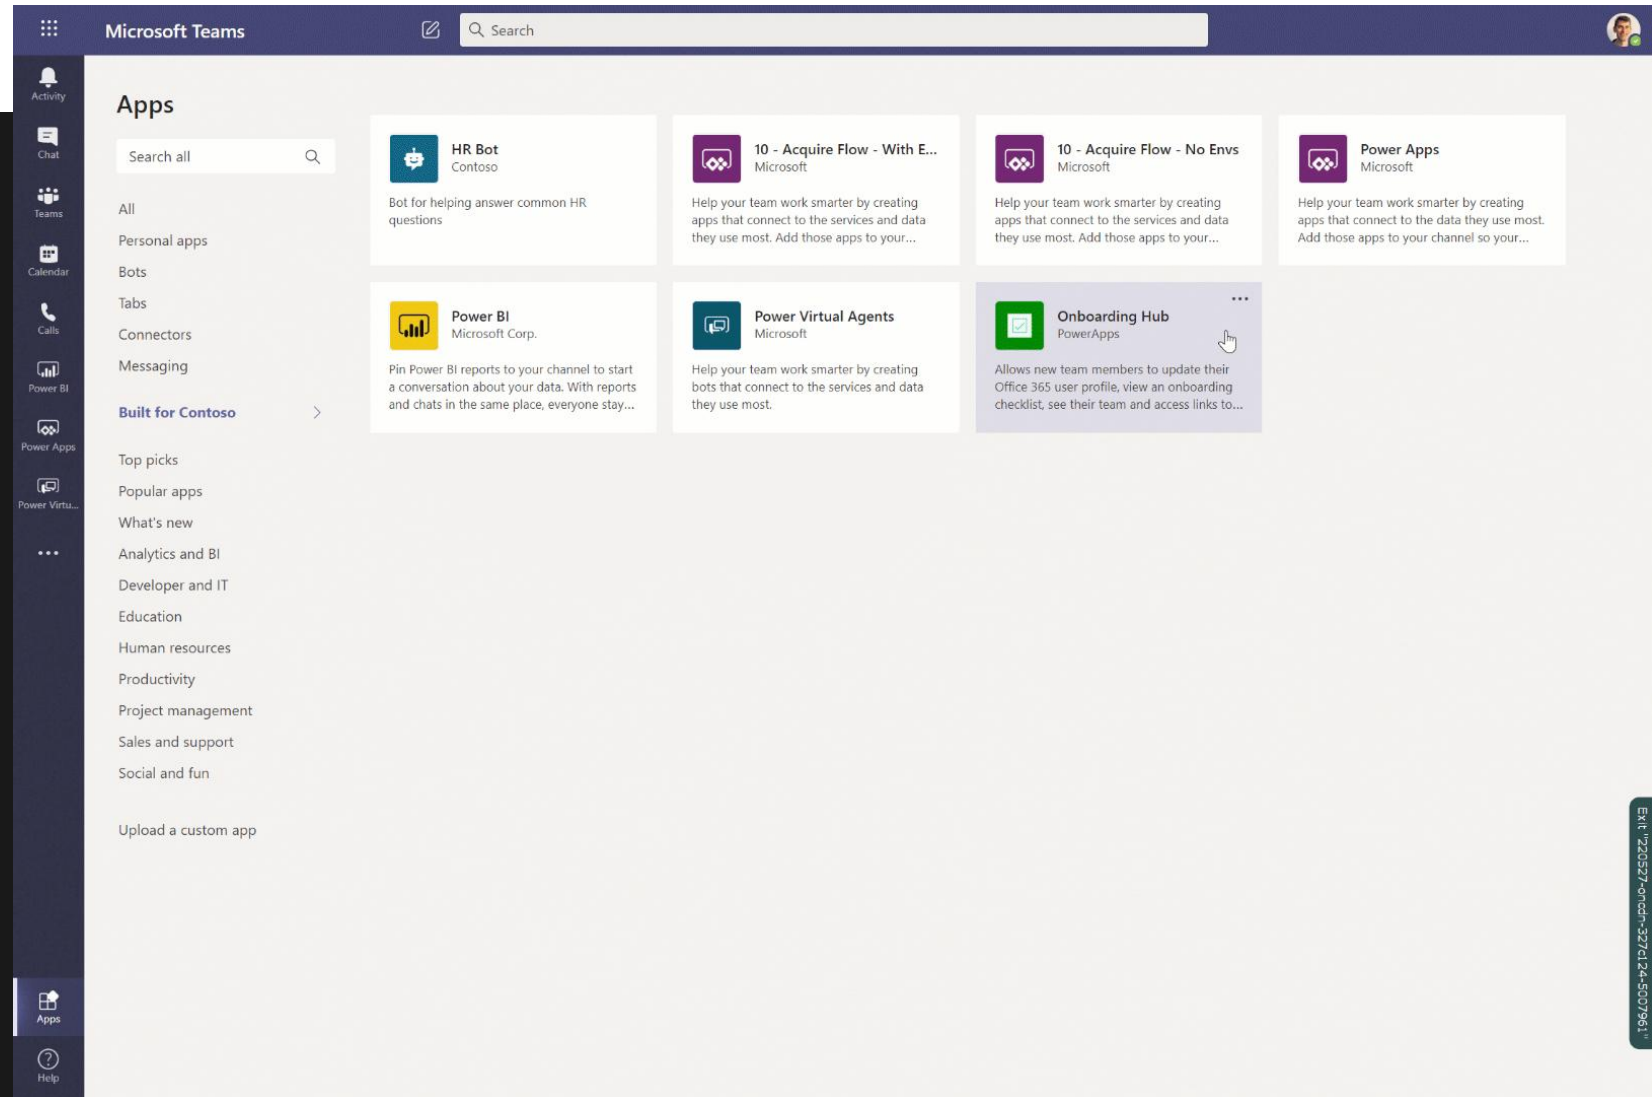 Microsoft Teams
Search
Activity
Chat
Teams
Calendar
Calls
Power BI
Power Apps
Power Virtu...
Apps
Help
Apps
Search all
All
Personal apps
Bots
Tabs
Connectors
Messaging
Built for Contoso
Top picks
Popular apps
What's new
Analytics and BI
Developer and IT
Education
Human resources
Productivity
Project management
Sales and support
Social and fun
Upload a custom app
HR Bot
Contoso
Bot for helping answer common HR
questions
10 - Acquire Flow - With E...
Microsoft
Help your team work smarter by creating
apps that connect to the services and data
they use most. Add those apps to your...
10 - Acquire Flow - No Envs
Microsoft
Help your team work smarter by creating
apps that connect to the services and data
they use most. Add those apps to your...
Power Apps
Microsoft
Help your team work smarter by creating
apps that connect to the data they use most.
Add those apps to your channel so your...
Power BI
Microsoft Corp.
Pin Power BI reports to your channel to start
a conversation about your data. With reports
and chats in the same place, everyone stay...
Power Virtual Agents
Microsoft
Help your team work smarter by creating
bots that connect to the services and data
they use most.
Onboarding Hub
PowerApps
Allows new team members to update their
Office 365 user profile, view an onboarding
checklist, see their team and access links to...
Exit "220527-oncdn-327c124-5007961"